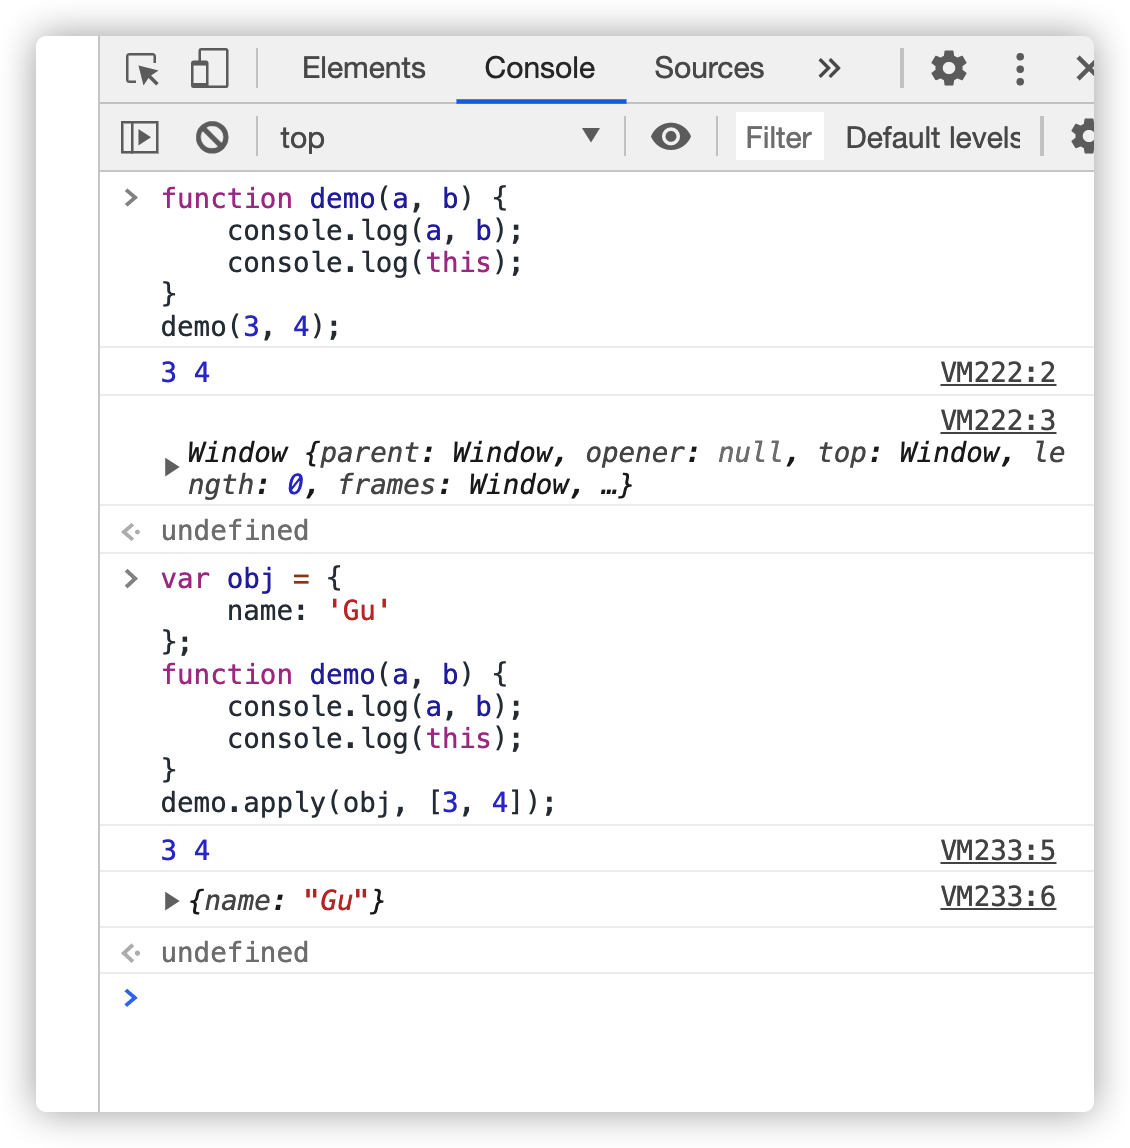 Elements Console Sources »
top Filter Default levels
> function demo(a, b) {
    console.log(a, b);
    console.log(this);
}
demo(3, 4);
3 4 VM222:2
VM222:3
Window {parent: Window, opener: null, top: Window, le
ngth: 0, frames: Window, …}
undefined
> var obj = {
    name: 'Gu'
};
function demo(a, b) {
    console.log(a, b);
    console.log(this);
}
demo.apply(obj, [3, 4]);
3 4 VM233:5
{name: "Gu"} VM233:6
undefined
>